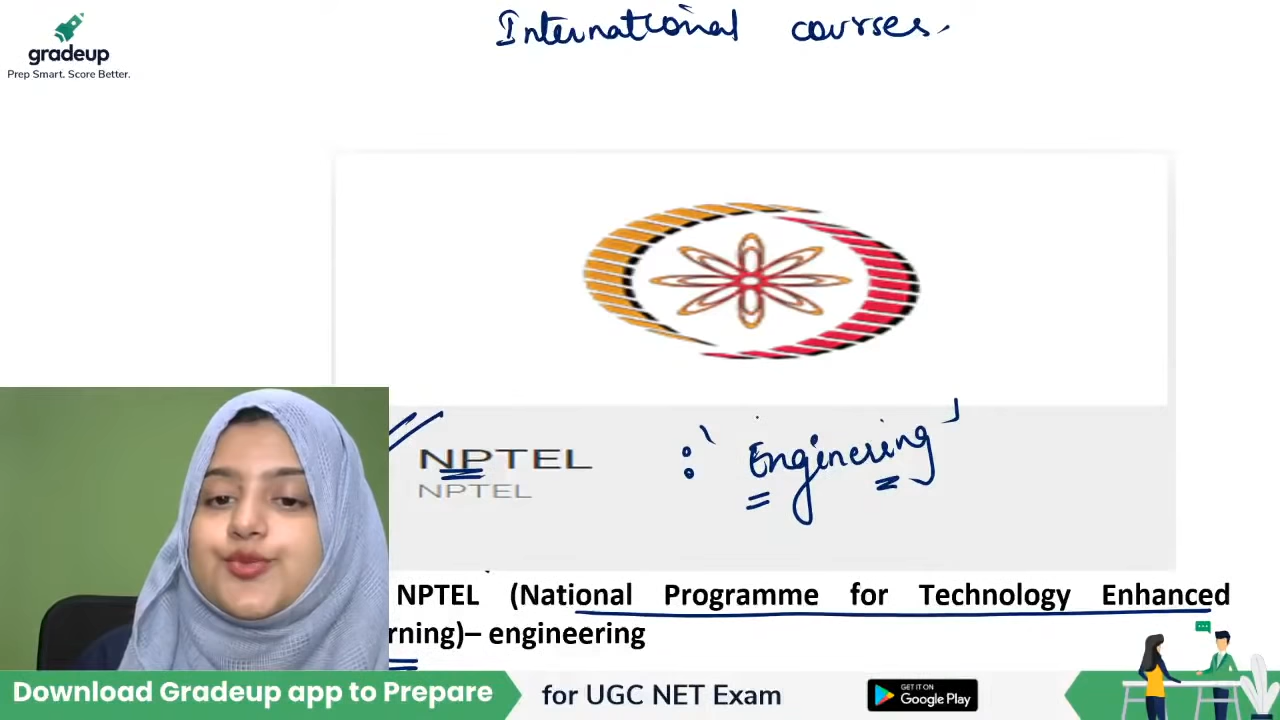 International courses.
gradeup
Prep Smart. Score Better.
NPTEL : Enginering
NPTEL
NPTEL (National Programme for Technology Enhanced
rning)– engineering
Download Gradeup app to Prepare for UGC NET Exam
GET IT ON
Google Play